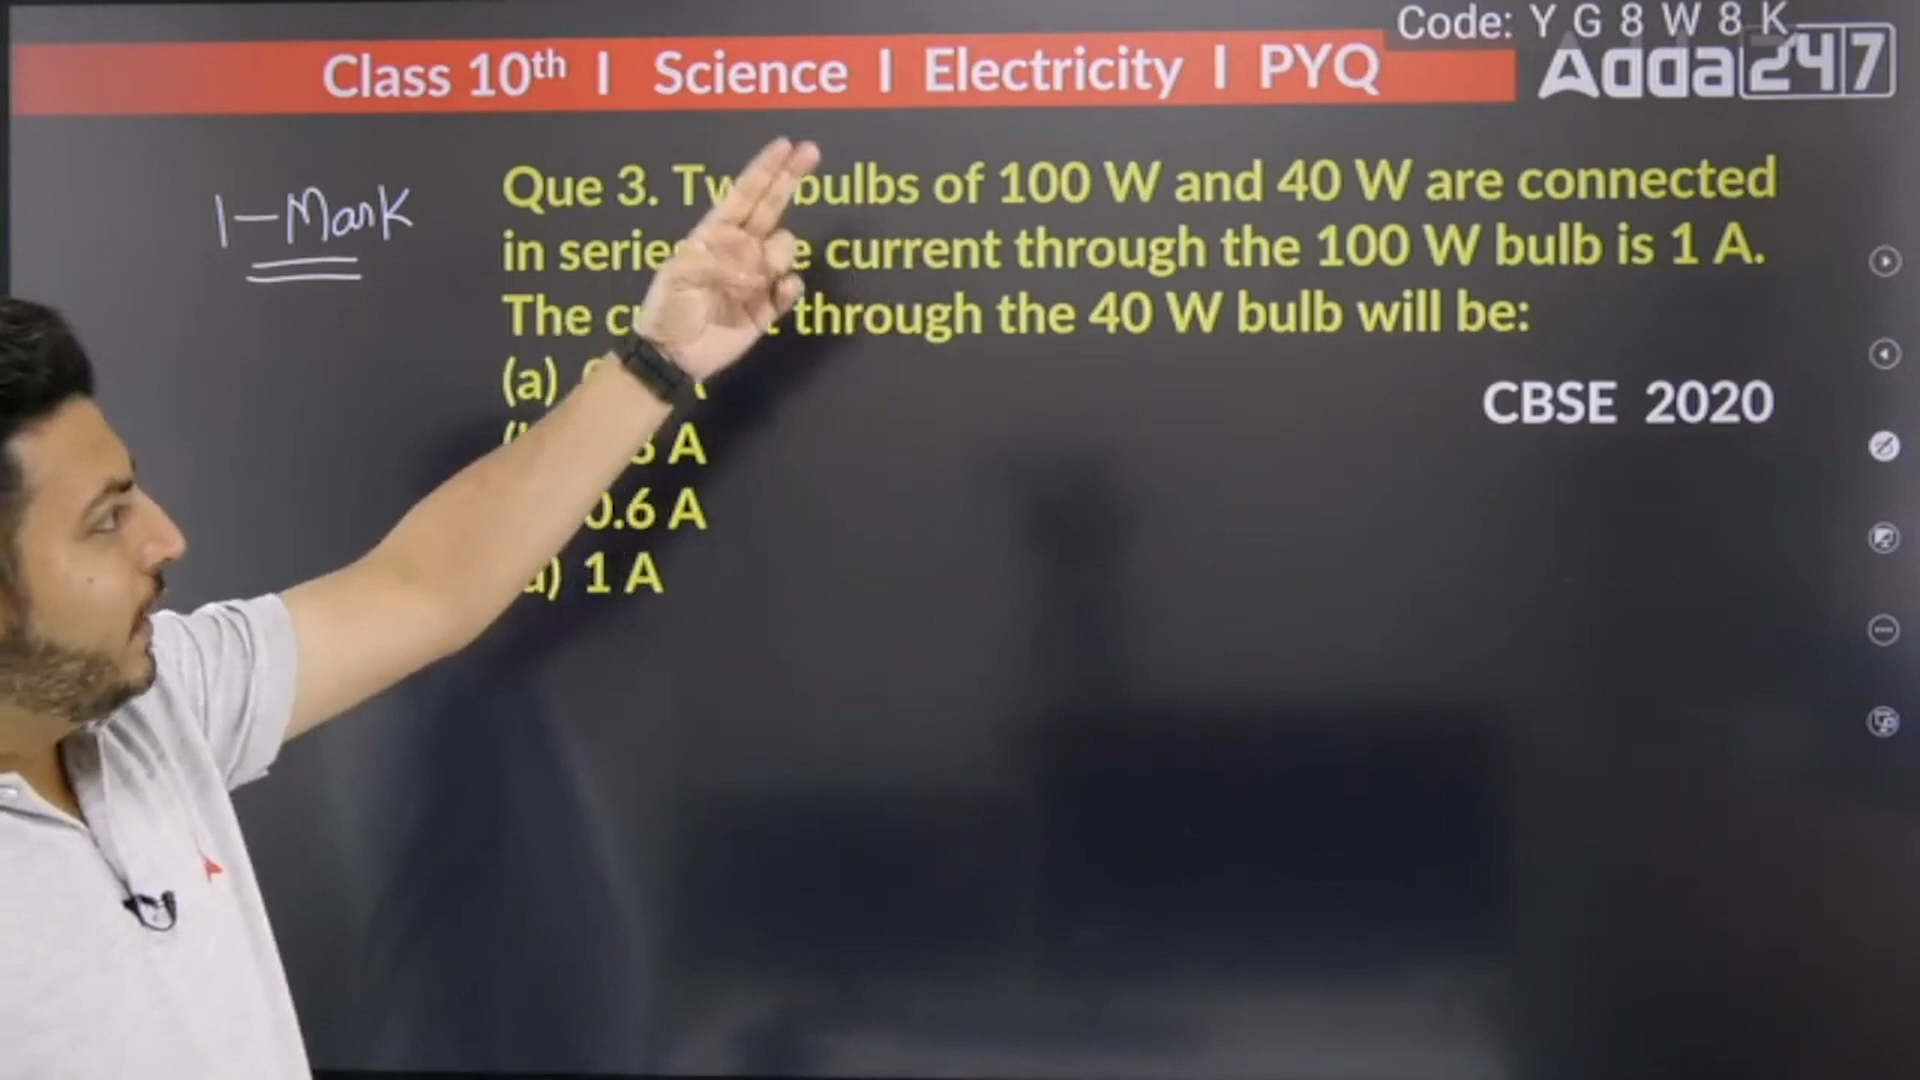 Code: Y G 8 W 8 K
Class 10th | Science | Electricity | PYQ
Adda247
1-Mark
Que 3. bulbs of 100 W and 40 W are connected
in current through the 100 W bulb is 1 A.
The through the 40 W bulb will be:
(a)
CBSE 2020
A
0.6 A
1 A